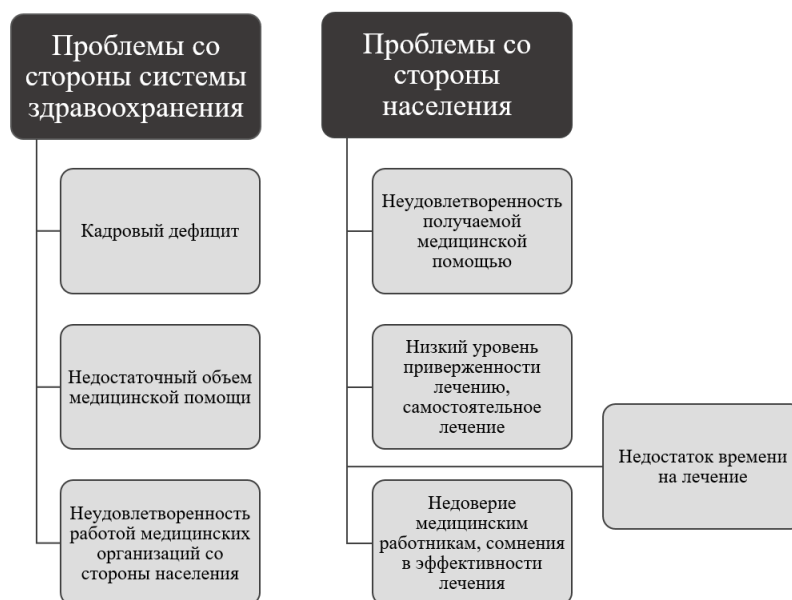 Проблемы со
стороны системы
здравоохранения
Кадровый дефицит
Недостаточный объем
медицинской помощи
Неудовлетворенность
работой медицинских
организаций со
стороны населения
Проблемы со
стороны
населения
Неудовлетворенность
получаемой
медицинской
помощью
Низкий уровень
приверженности
лечению,
самостоятельное
лечение
Недостаток времени
на лечение
Недоверие
медицинским
работникам, сомнения
в эффективности
лечения